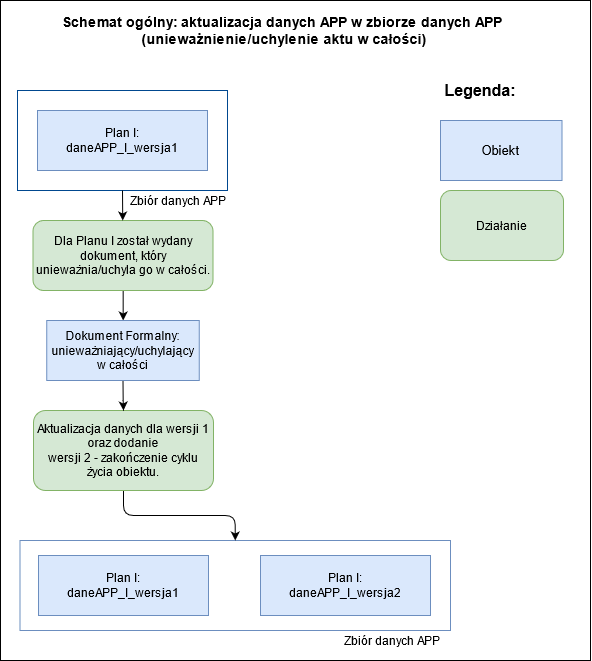 Schemat ogólny: aktualizacja danych APP w zbiorze danych APP
(unieważnienie/uchylenie aktu w całości)
Legenda:
Plan I:
daneAPP_I_wersja1
Obiekt
Zbiór danych APP
Działanie
Dla Planu I został wydany
dokument, który
unieważnia/uchyla go w całości.
Dokument Formalny:
unieważniający/uchylający
w całości
Aktualizacja danych dla wersji 1
oraz dodanie
wersji 2 - zakończenie cyklu
życia obiektu.
Plan I:
daneAPP_I_wersja1
Plan I:
daneAPP_I_wersja2
Zbiór danych APP